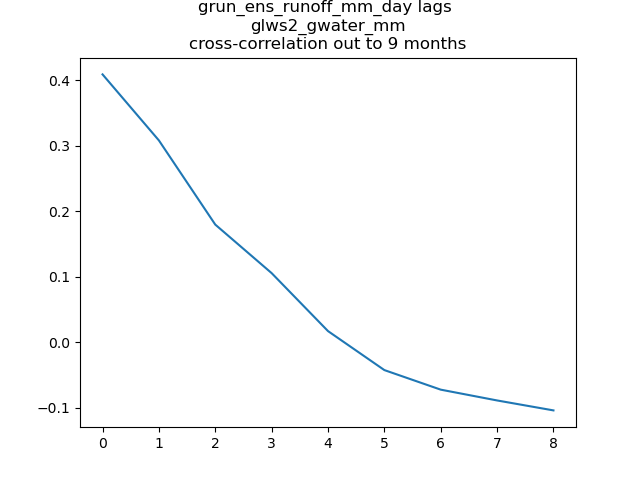 grun_ens_runoff_mm_day lags
glws2_gwater_mm
cross-correlation out to 9 months
0.4
0.3
0.2
0.1
0.0
−0.1
0 1 2 3 4 5 6 7 8